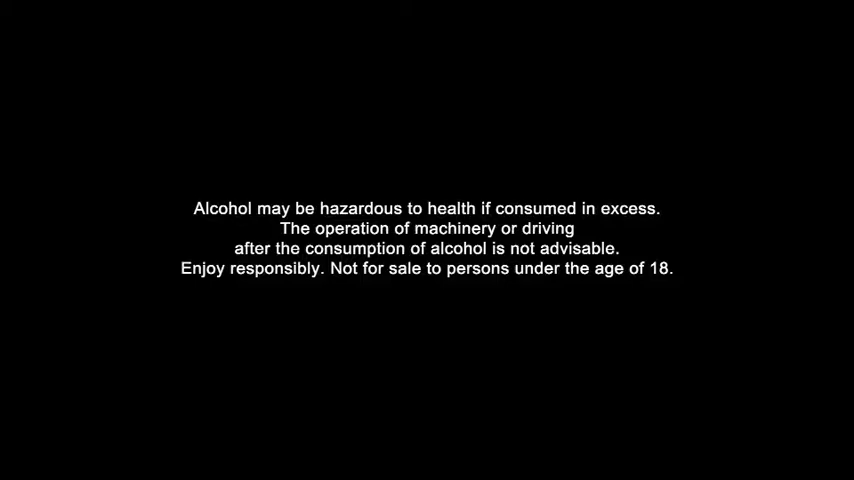 Alcohol may be hazardous to health if consumed in excess.
The operation of machinery or driving
after the consumption of alcohol is not advisable.
Enjoy responsibly. Not for sale to persons under the age of 18.